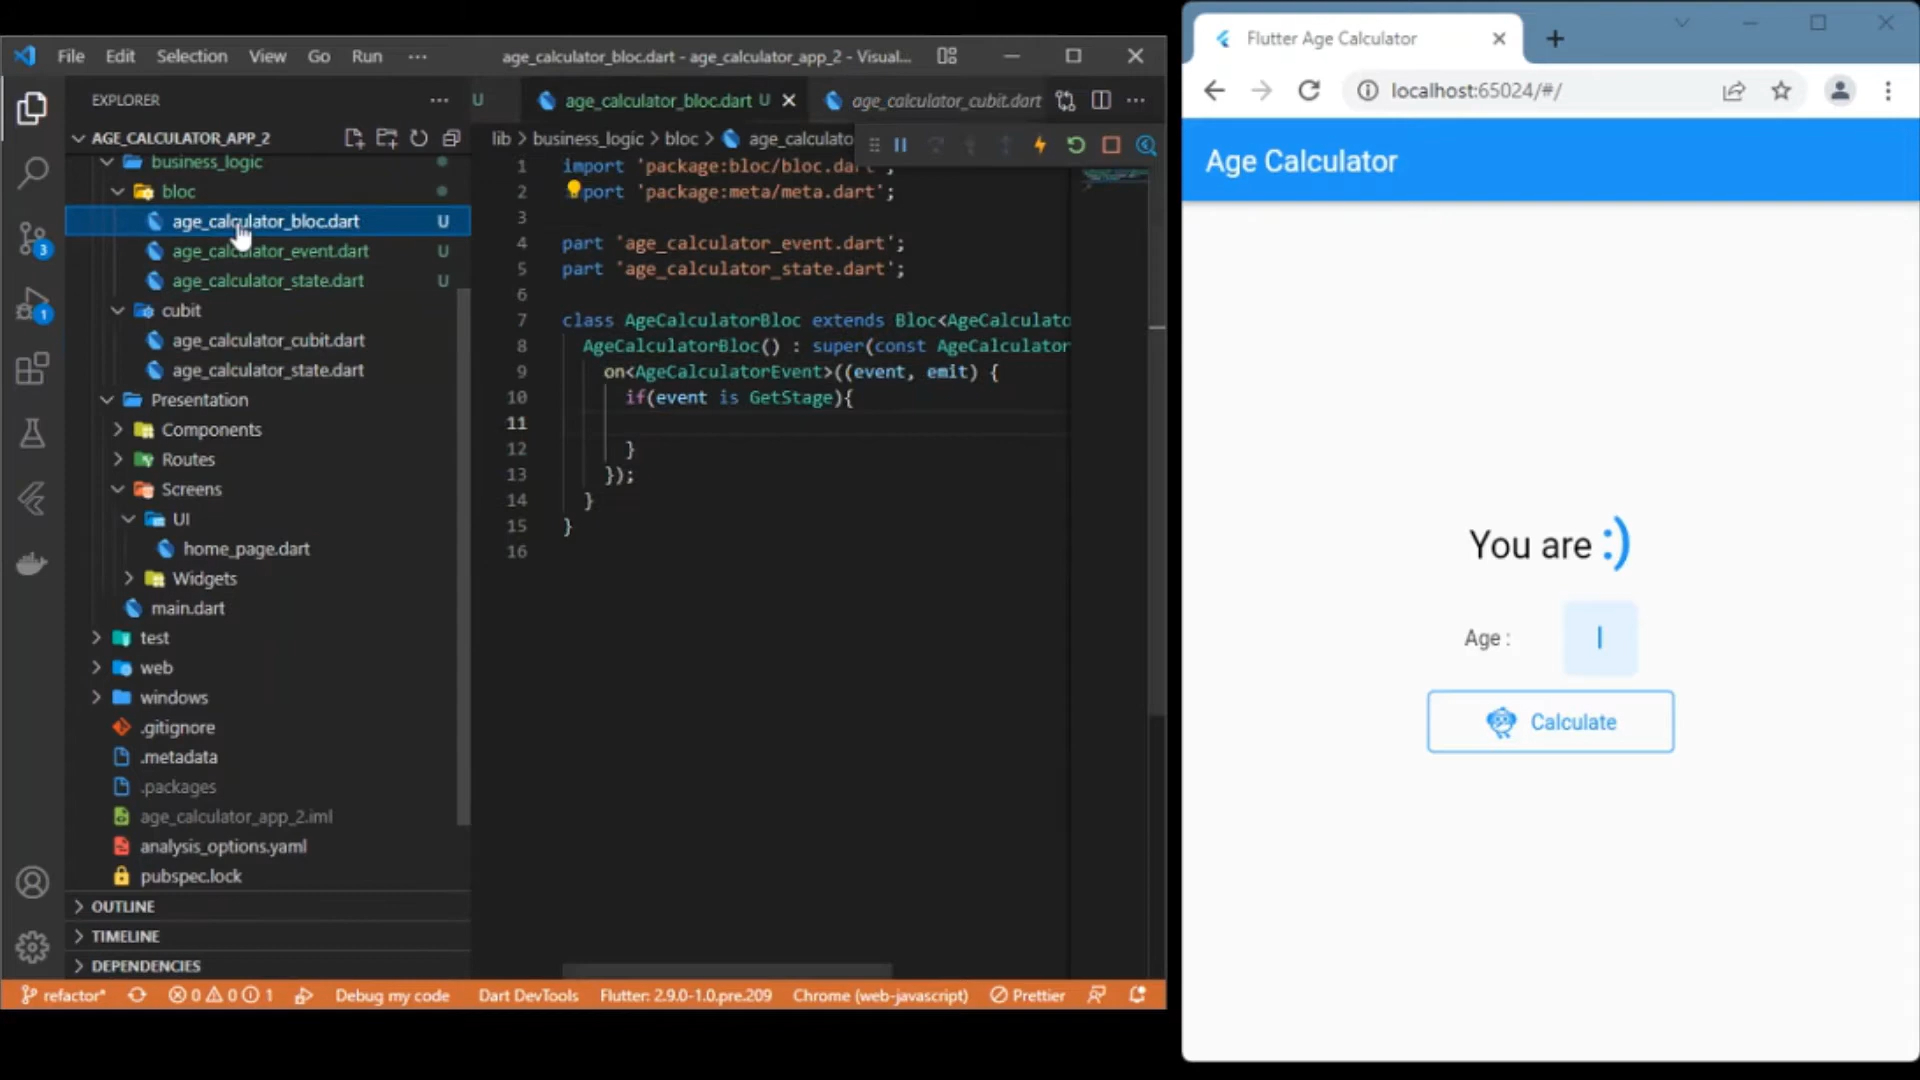 File Edit Selection View Go Run ··· age_calculator_bloc.dart - age_calculator_app_2 - Visual...
EXPLORER ···
U age_calculator_bloc.dart U age_calculator_cubit.dart ···
AGE_CALCULATOR_APP_2
lib > business_logic > bloc > age_calculato
business_logic
bloc
age_calculator_bloc.dart U
age_calculator_event.dart U
age_calculator_state.dart U
cubit
age_calculator_cubit.dart
age_calculator_state.dart
Presentation
Components
Routes
Screens
UI
home_page.dart
Widgets
main.dart
test
web
windows
.gitignore
.metadata
.packages
age_calculator_app_2.iml
analysis_options.yaml
pubspec.lock
OUTLINE
TIMELINE
DEPENDENCIES
3
1
1 import 'package:bloc/bloc.dart';
2 port 'package:meta/meta.dart';
3
4 part 'age_calculator_event.dart';
5 part 'age_calculator_state.dart';
6
7 class AgeCalculatorBloc extends Bloc<AgeCalculato
8 AgeCalculatorBloc() : super(const AgeCalculator
9 on<AgeCalculatorEvent>((event, emit) {
10 if(event is GetStage){
11
12 }
13 });
14 }
15 }
16
refactor* 0 0 1 Debug my code Dart DevTools Flutter: 2.9.0-1.0.pre.209 Chrome (web-javascript) Prettier
Flutter Age Calculator
localhost:65024/#/
Age Calculator
You are :)
Age :
Calculate